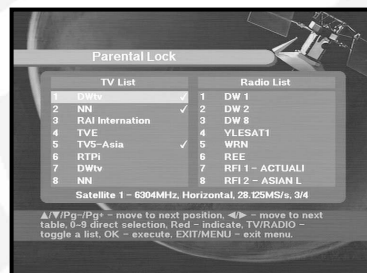 Parental Lock
TV List
1 DWtv ✓
2 NN ✓
3 RAI Internation
4 TVE
5 TV5-Asia ✓
6 RTPi
7 DWtv
8 NN
Radio List
1 DW 1
2 DW 2
3 DW 8
4 YLESAT1
5 WRN
6 REE
7 RFI 1 - ACTUALI
8 RFI 2 - ASIAN L
Satellite 1 - 6304MHz, Horizontal, 28.125MS/s, 3/4
▲/▼/Pg-/Pg+ - move to next position, ◀/▶ - move to next
table, 0~9 direct selection, Red - indicate, TV/RADIO -
toggle a list, OK - execute. EXIT/MENU - exit menu.